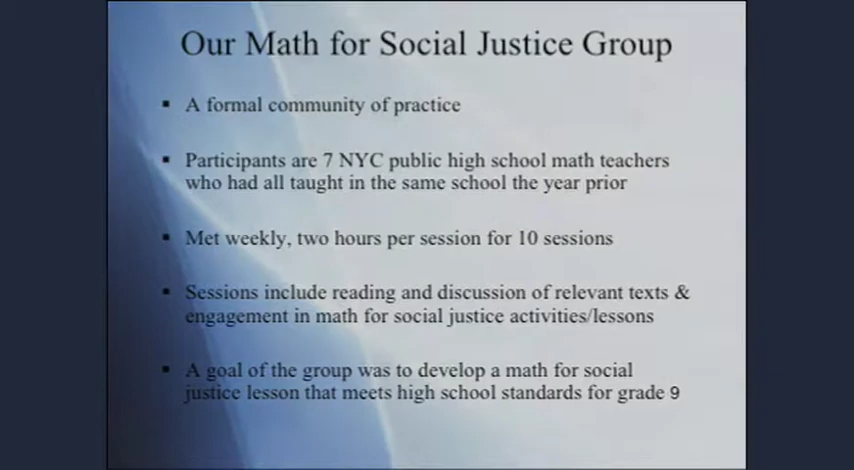 Our Math for Social Justice Group
▪ A formal community of practice
▪ Participants are 7 NYC public high school math teachers
who had all taught in the same school the year prior
▪ Met weekly, two hours per session for 10 sessions
▪ Sessions include reading and discussion of relevant texts &
engagement in math for social justice activities/lessons
▪ A goal of the group was to develop a math for social
justice lesson that meets high school standards for grade 9